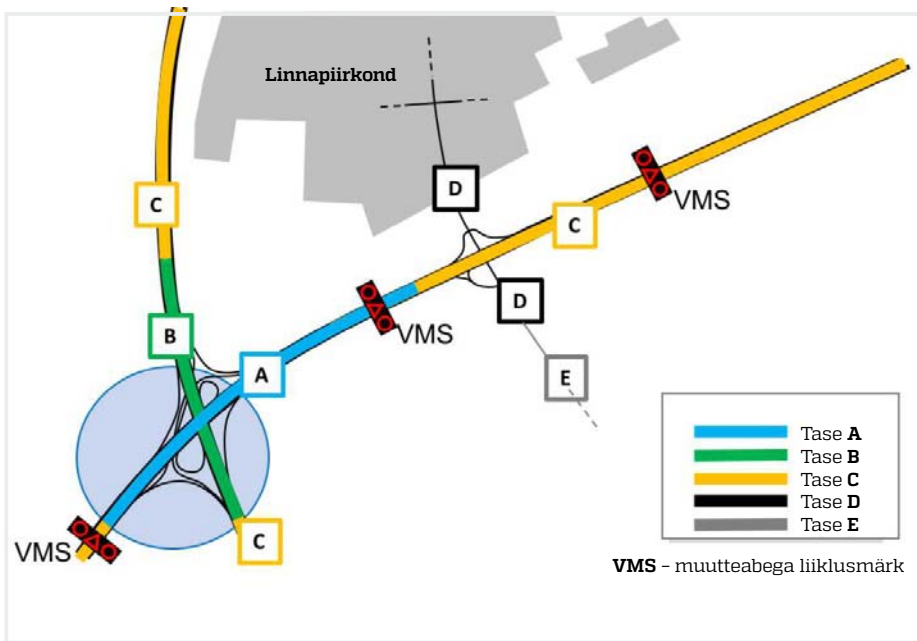 Linnapiirkond
D
C
VMS
C
D
VMS
B
A
E
C
VMS
Tase A
Tase B
Tase C
Tase D
Tase E
VMS – muutteabega liiklusmärk